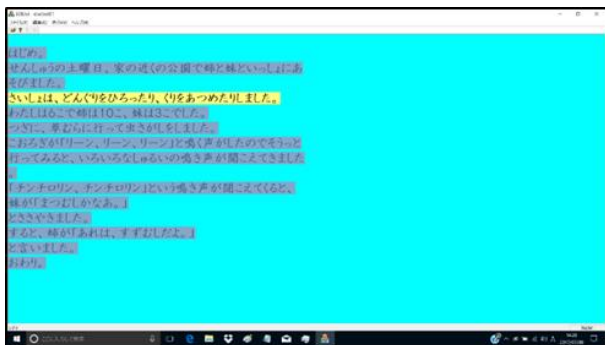 はじめ。
せんしゅうの土曜日、家の近くの公園で姉と妹といっしょにあ
そびました。
さいしょは、どんぐりをひろったり、くりをあつめたりしました。
わたしは6こで姉は10こ、妹は3こでした。
つぎに、草むらに行って虫さがしをしました。
こおろぎが「リーン、リーン、リーン」と鳴く声がしたのでそうっと
行ってみると、いろいろなしゅるいの鳴き声が聞こえてきました
。
「チンチロリン、チンチロリン」という鳴き声が聞こえてくると、
妹が「まつむしかなあ。」
とささやきました。
すると、姉が「あれは、すずむしだよ。」
と言いました。
おわり。